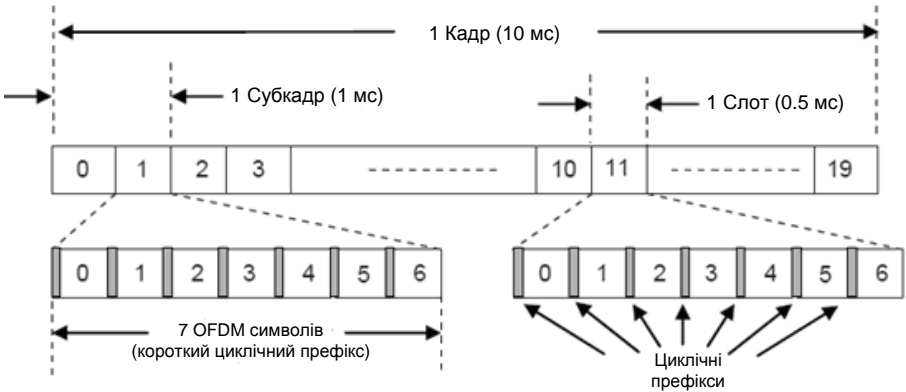 1 Кадр (10 мс)
1 Субкадр (1 мс)
1 Слот (0.5 мс)
0 1 2 3 10 11 19
0 1 2 3 4 5 6
0 1 2 3 4 5 6
7 OFDM символів
(короткий циклічний префікс)
Циклічні
префікси